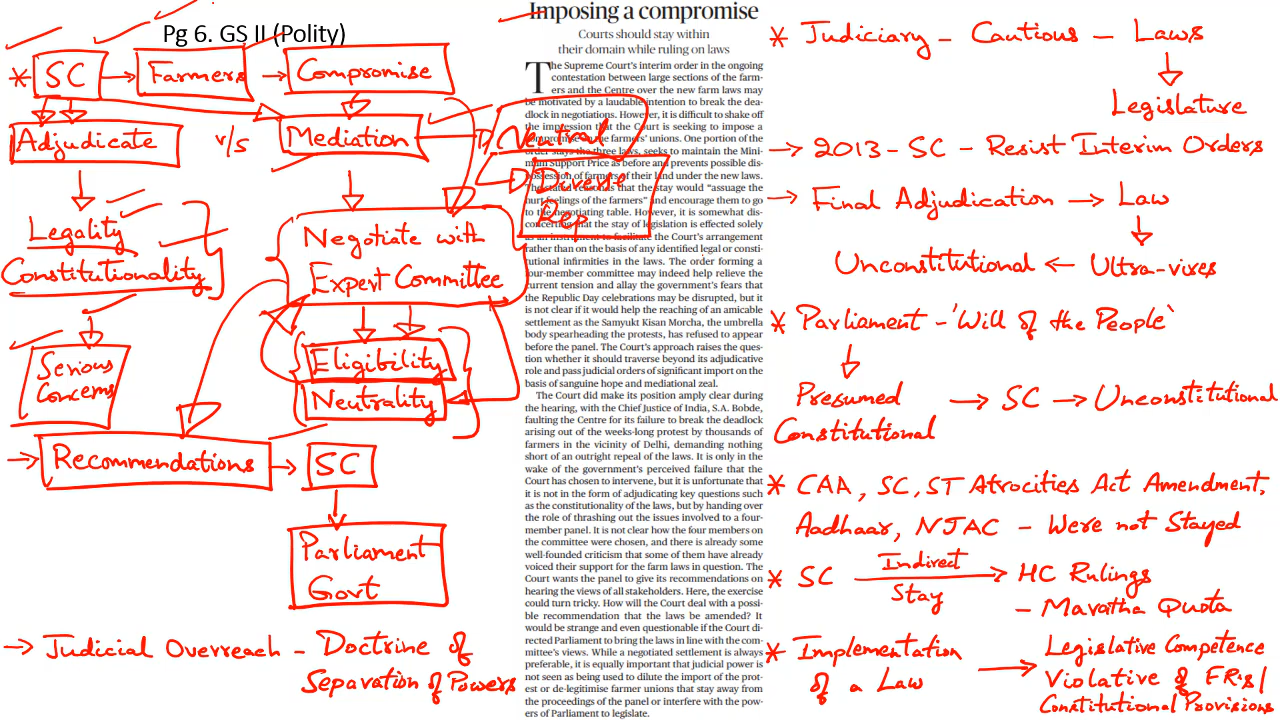 Pg 6. GS II (Polity)
* SC → Farmers → Compromise
Adjudicate v/s Mediation
Neutral
Diverse
Rep
Legality
Constitutionality
Negotiate with
Expert Committee
Serious
Concerns
Eligibility
Neutrality
→ Recommendations → SC
Parliament
Govt
→ Judicial Overreach - Doctrine of
Separation of Powers
Imposing a compromise
Courts should stay within
their domain while ruling on laws
The Supreme Court's interim order in the ongoing
contestation between large sections of the farm-
ers and the Centre over the new farm laws may
be motivated by a laudable intention to break the dea-
dlock in negotiations. However, it is difficult to shake off
the impression that the Court is seeking to impose a
farmers' unions. One portion of the
the three laws, seeks to maintain the Mini-
Support Price as before and prevents possible dis-
of farmers of their land under the new laws.
that the stay would "assuage the
hurt feelings of the farmers" and encourage them to go
to the negotiating table. However, it is somewhat dis-
that the stay of legislation is effected solely
as an instrument to facilitate the Court's arrangement
rather than on the basis of any identified legal or consti-
tutional infirmities in the laws. The order forming a
four-member committee may indeed help relieve the
current tension and allay the government's fears that
the Republic Day celebrations may be disrupted, but it
is not clear if it would help the reaching of an amicable
settlement as the Samyukt Kisan Morcha, the umbrella
body spearheading the protests, has refused to appear
before the panel. The Court's approach raises the ques-
tion whether it should traverse beyond its adjudicative
role and pass judicial orders of significant import on the
basis of sanguine hope and mediational zeal.
The Court did make its position amply clear during
the hearing, with the Chief Justice of India, S.A. Bobde,
faulting the Centre for its failure to break the deadlock
arising out of the weeks-long protest by thousands of
farmers in the vicinity of Delhi, demanding nothing
short of an outright repeal of the laws. It is only in the
wake of the government's perceived failure that the
Court has chosen to intervene, but it is unfortunate that
it is not in the form of adjudicating key questions such
as the constitutionality of the laws, but by handing over
the role of thrashing out the issues involved to a four-
member panel. It is not clear how the four members on
the committee were chosen, and there is already some
well-founded criticism that some of them have already
voiced their support for the farm laws in question. The
Court wants the panel to give its recommendations on
hearing the views of all stakeholders. Here, the exercise
could turn tricky. How will the Court deal with a possi-
ble recommendation that the laws be amended? It
would be strange and even questionable if the Court di-
rected Parliament to bring the laws in line with the com-
mittee's views. While a negotiated settlement is always
preferable, it is equally important that judicial power is
not seen as being used to dilute the import of the prot-
est or de-legitimise farmer unions that stay away from
the proceedings of the panel or interfere with the pow-
ers of Parliament to legislate.
* Judiciary - Cautious - Laws
Legislature
→ 2013 - SC - Resist Interim Orders
→ Final Adjudication → Law
Unconstitutional ← Ultra-vires
* Parliament - 'Will of the People'
Presumed → SC → Unconstitutional
Constitutional
* CAA, SC, ST Atrocities Act Amendment,
Aadhaar, NJAC - Were not Stayed
* SC Indirect Stay → HC Rulings
- Maratha Quota
* Implementation of a Law → Legislative Competence
Violative of FR's/
Constitutional Provisions